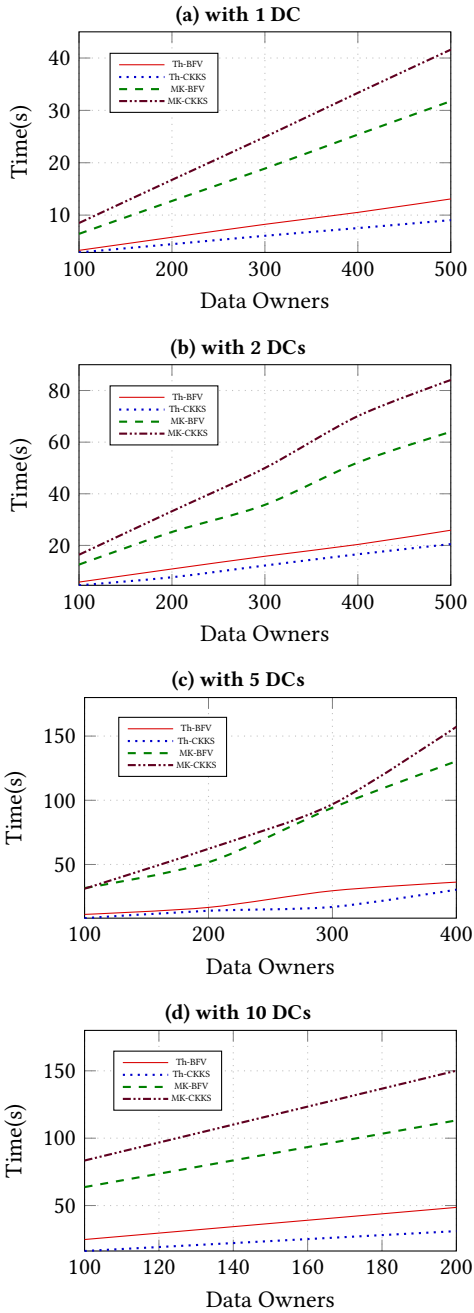 (a) with 1 DC
40
30
20
10
Time(s)
Th-BFV
Th-CKKS
MK-BFV
MK-CKKS
100 200 300 400 500
Data Owners
(b) with 2 DCs
80
60
40
20
Time(s)
Th-BFV
Th-CKKS
MK-BFV
MK-CKKS
100 200 300 400 500
Data Owners
(c) with 5 DCs
150
100
50
Time(s)
Th-BFV
Th-CKKS
MK-BFV
MK-CKKS
100 200 300 400
Data Owners
(d) with 10 DCs
150
100
50
Time(s)
Th-BFV
Th-CKKS
MK-BFV
MK-CKKS
100 120 140 160 180 200
Data Owners